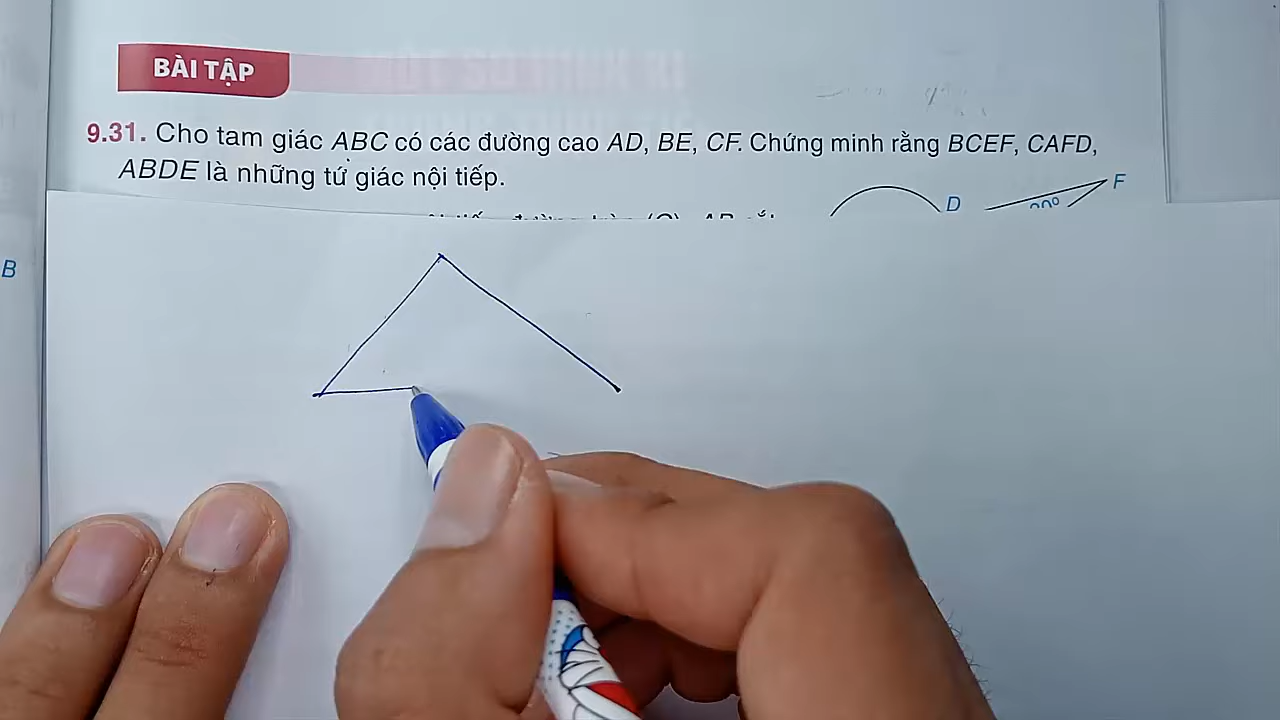 BÀI TẬP
9.31. Cho tam giác ABC có các đường cao AD, BE, CF. Chứng minh rằng BCEF, CAFD,
ABDE là những tứ giác nội tiếp.
D
F
B